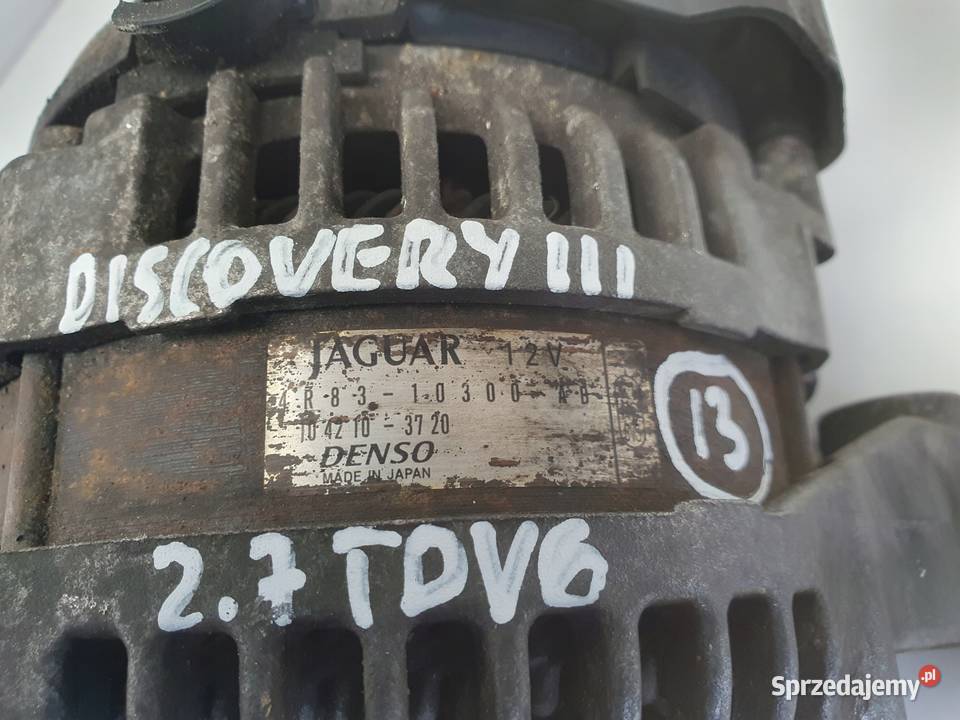 DISCOVERY III
JAGUAR 12V
4R83-10300-AB
104210-3720
DENSO
MADE IN JAPAN
13
2.7 TDV6
Sprzedajemy.pl